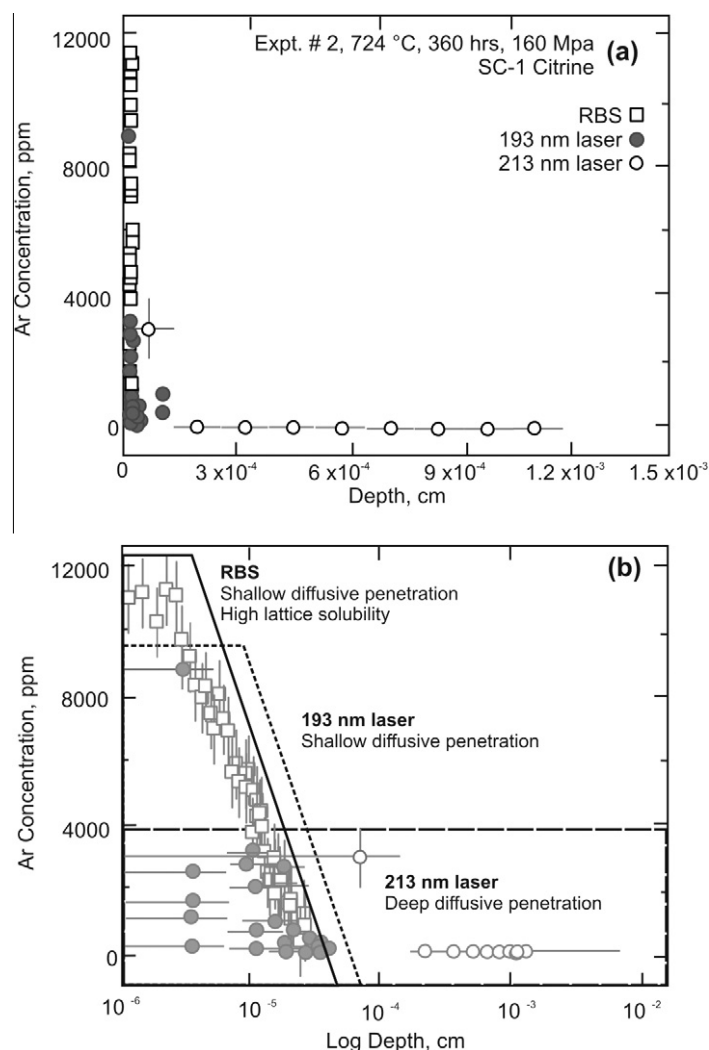 Expt. # 2, 724 °C, 360 hrs, 160 Mpa (a)
SC-1 Citrine
RBS
193 nm laser
213 nm laser
Ar Concentration, ppm
12000
8000
4000
0
0 3 x10⁻⁴ 6 x10⁻⁴ 9 x10⁻⁴ 1.2 x10⁻³ 1.5 x10⁻³
Depth, cm
(b)
RBS
Shallow diffusive penetration
High lattice solubility
193 nm laser
Shallow diffusive penetration
213 nm laser
Deep diffusive penetration
Ar Concentration, ppm
12000
8000
4000
0
10⁻⁶ 10⁻⁵ 10⁻⁴ 10⁻³ 10⁻²
Log Depth, cm